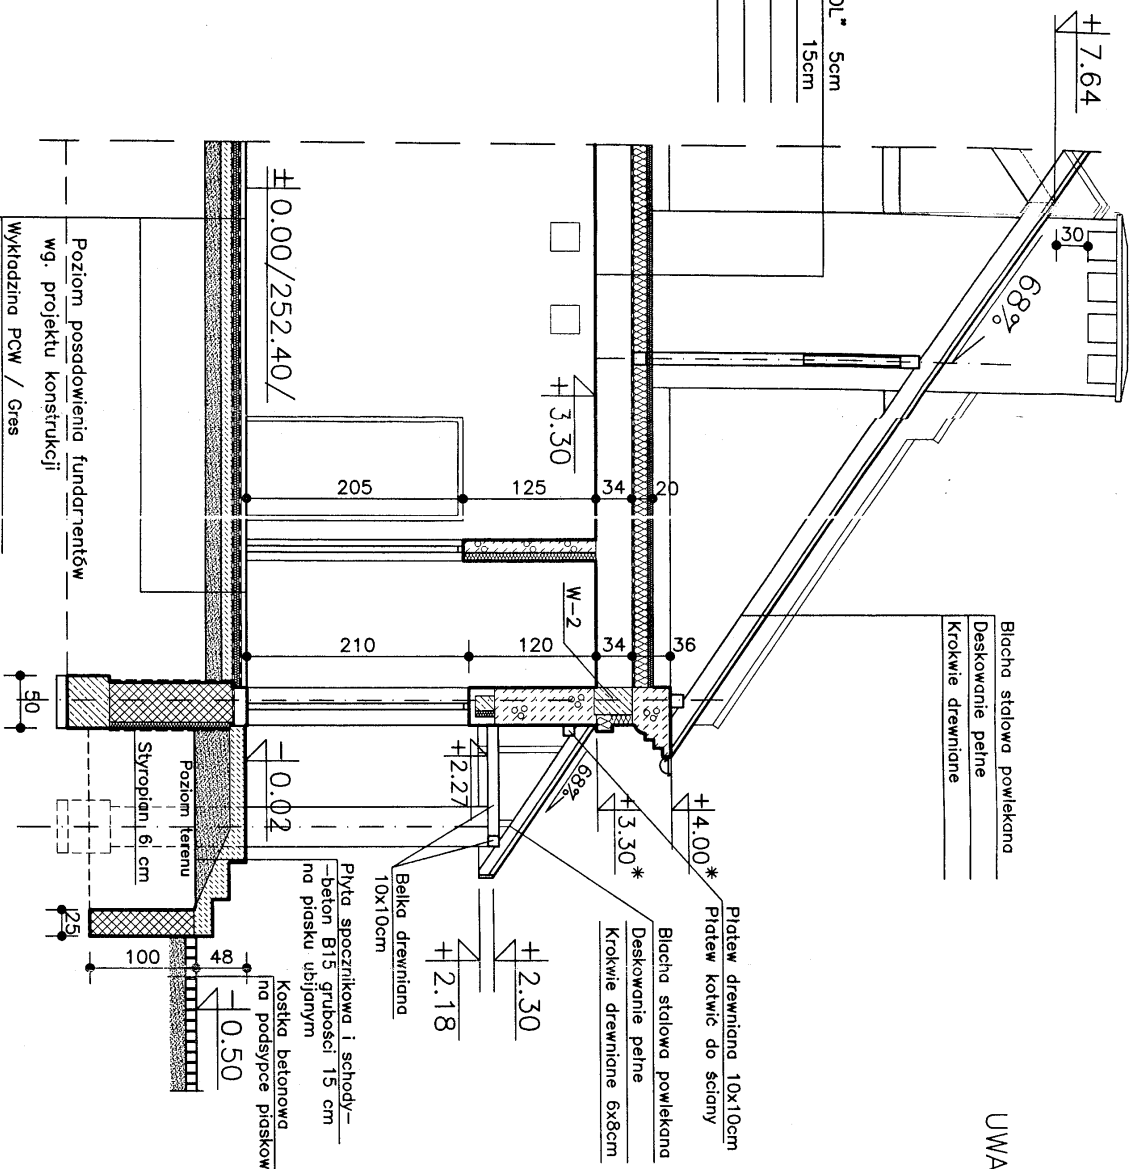 + 7.64
OL" 5cm
15cm
30
68%
± 0.00/252.40/
+ 3.30
205
125
34
20
W-2
210
120
34
36
Poziom posadowienia fundamentów
wg. projektu konstrukcji
Wykładzina PCW / Gres
50
Blacha stalowa powlekana
Deskowanie pełne
Krokwie drewniane
- 0.02
+2.27
68%
+3.30*
+4.00*
Styropian 6 cm
Poziom terenu
25
100
48
- 0.50
Płatew drewniana 10x10cm
Płatew kotwić do ściany
Blacha stalowa powlekana
Deskowanie pełne
Krokwie drewniane 6x8cm
+ 2.30
+ 2.18
Belka drewniana
10x10cm
Płyta spocznikowa i schody-
-beton B15 grubości 15 cm
na piasku ubijanym
Kostka betonowa
na podsypce piaskow
UWA